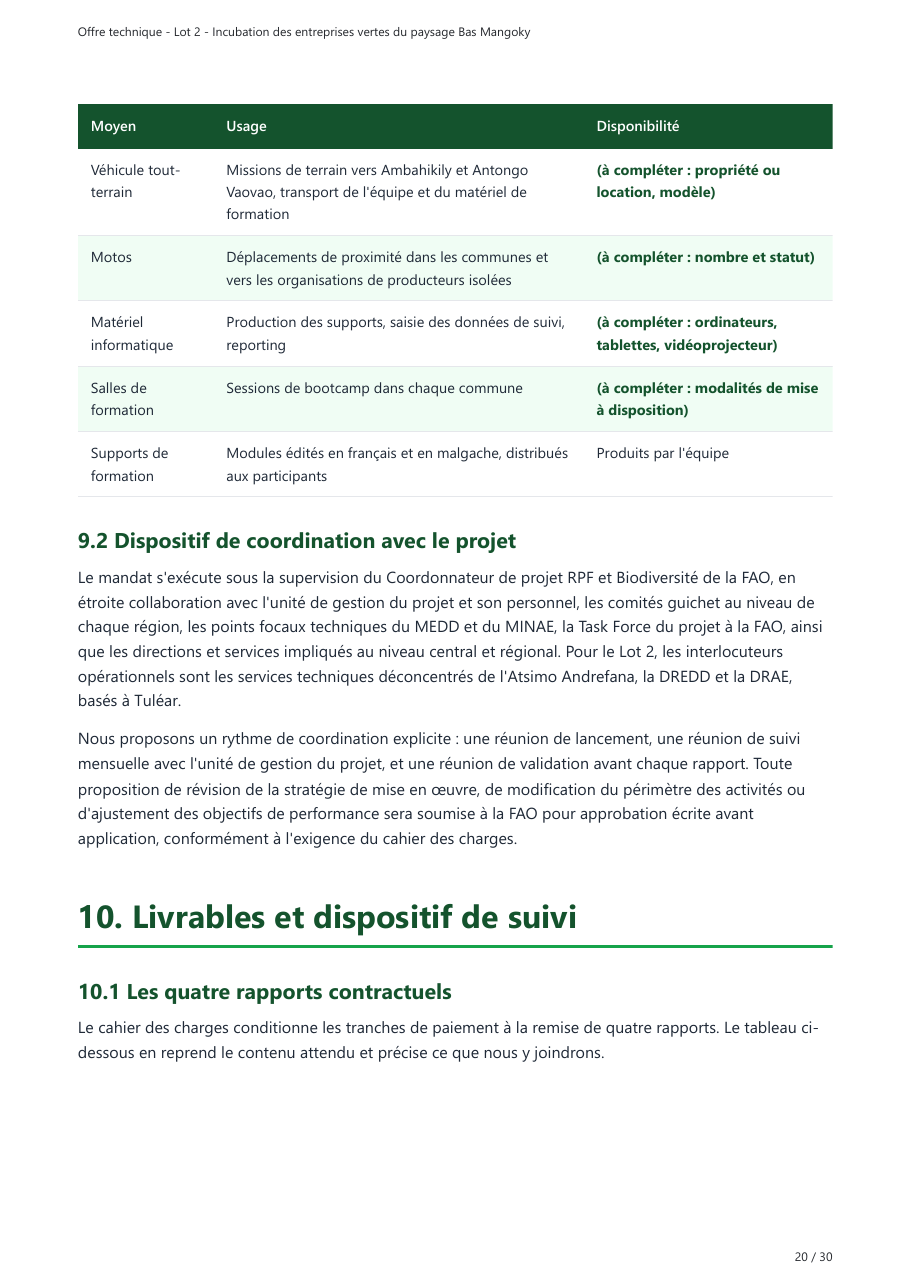 Offre technique - Lot 2 - Incubation des entreprises vertes du paysage Bas Mangoky
Moyen Usage Disponibilité
Véhicule tout-
terrain
Missions de terrain vers Ambahikily et Antongo
Vaovao, transport de l'équipe et du matériel de
formation
(à compléter : propriété ou
location, modèle)
Motos
Déplacements de proximité dans les communes et
vers les organisations de producteurs isolées
(à compléter : nombre et statut)
Matériel
informatique
Production des supports, saisie des données de suivi,
reporting
(à compléter : ordinateurs,
tablettes, vidéoprojecteur)
Salles de
formation
Sessions de bootcamp dans chaque commune
(à compléter : modalités de mise
à disposition)
Supports de
formation
Modules édités en français et en malgache, distribués
aux participants
Produits par l'équipe
9.2 Dispositif de coordination avec le projet
Le mandat s'exécute sous la supervision du Coordonnateur de projet RPF et Biodiversité de la FAO, en
étroite collaboration avec l'unité de gestion du projet et son personnel, les comités guichet au niveau de
chaque région, les points focaux techniques du MEDD et du MINAE, la Task Force du projet à la FAO, ainsi
que les directions et services impliqués au niveau central et régional. Pour le Lot 2, les interlocuteurs
opérationnels sont les services techniques déconcentrés de l'Atsimo Andrefana, la DREDD et la DRAE,
basés à Tuléar.
Nous proposons un rythme de coordination explicite : une réunion de lancement, une réunion de suivi
mensuelle avec l'unité de gestion du projet, et une réunion de validation avant chaque rapport. Toute
proposition de révision de la stratégie de mise en œuvre, de modification du périmètre des activités ou
d'ajustement des objectifs de performance sera soumise à la FAO pour approbation écrite avant
application, conformément à l'exigence du cahier des charges.
10. Livrables et dispositif de suivi
10.1 Les quatre rapports contractuels
Le cahier des charges conditionne les tranches de paiement à la remise de quatre rapports. Le tableau ci-
dessous en reprend le contenu attendu et précise ce que nous y joindrons.
20 / 30